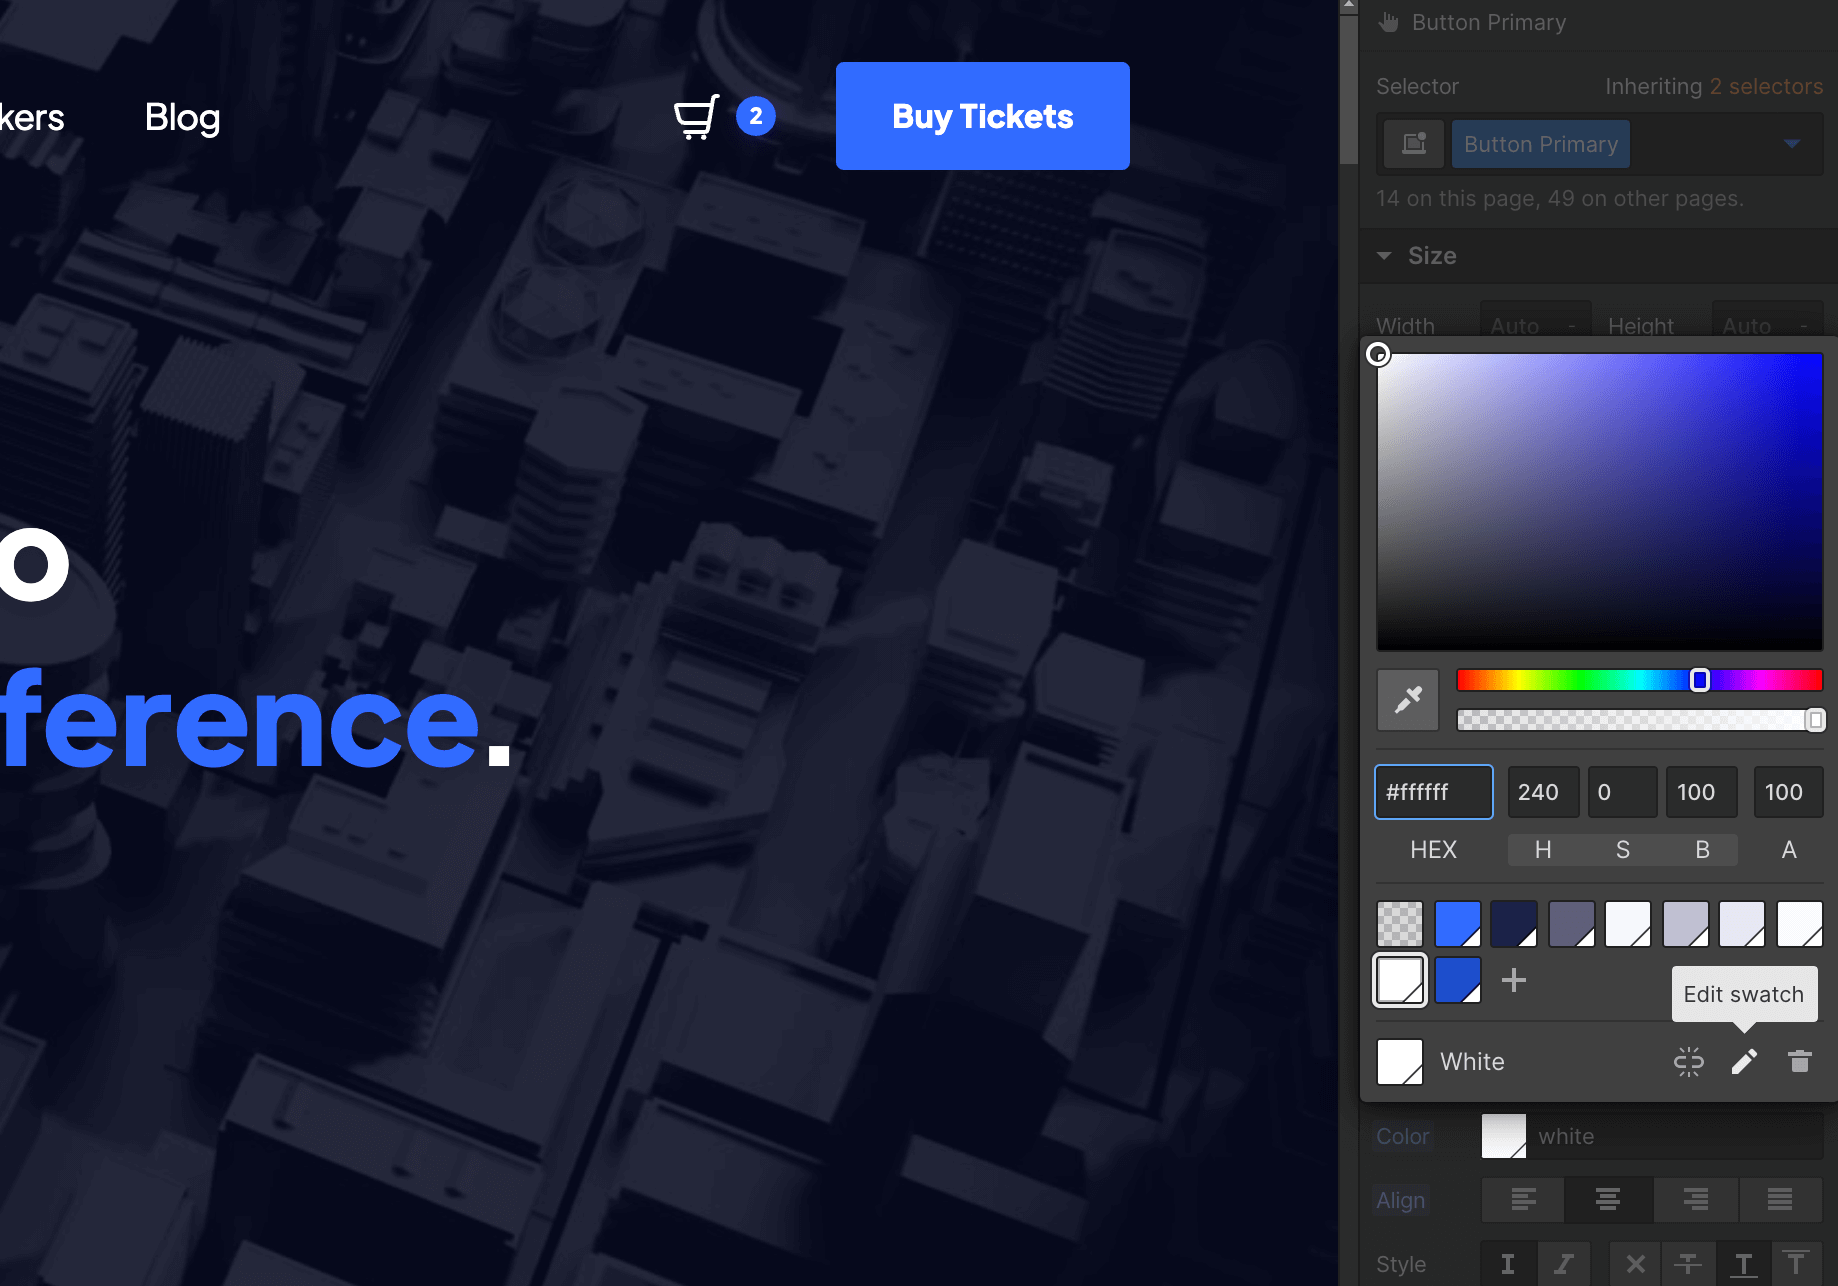 kers
Blog
2
Buy Tickets
o
ference.
Button Primary
Selector
Inheriting 2 selectors
Button Primary
14 on this page, 49 on other pages.
Size
Width
Auto
-
Height
Auto
-
#ffffff
240
0
100
100
HEX
H
S
B
A
Edit swatch
White
Color
white
Align
Style